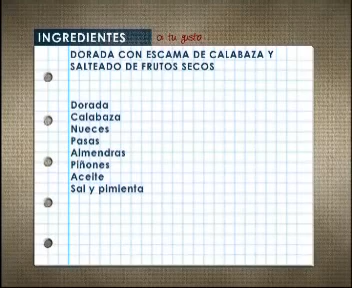 INGREDIENTES a tu gusto
DORADA CON ESCAMA DE CALABAZA Y
SALTEADO DE FRUTOS SECOS
Dorada
Calabaza
Nueces
Pasas
Almendras
Piñones
Aceite
Sal y pimienta